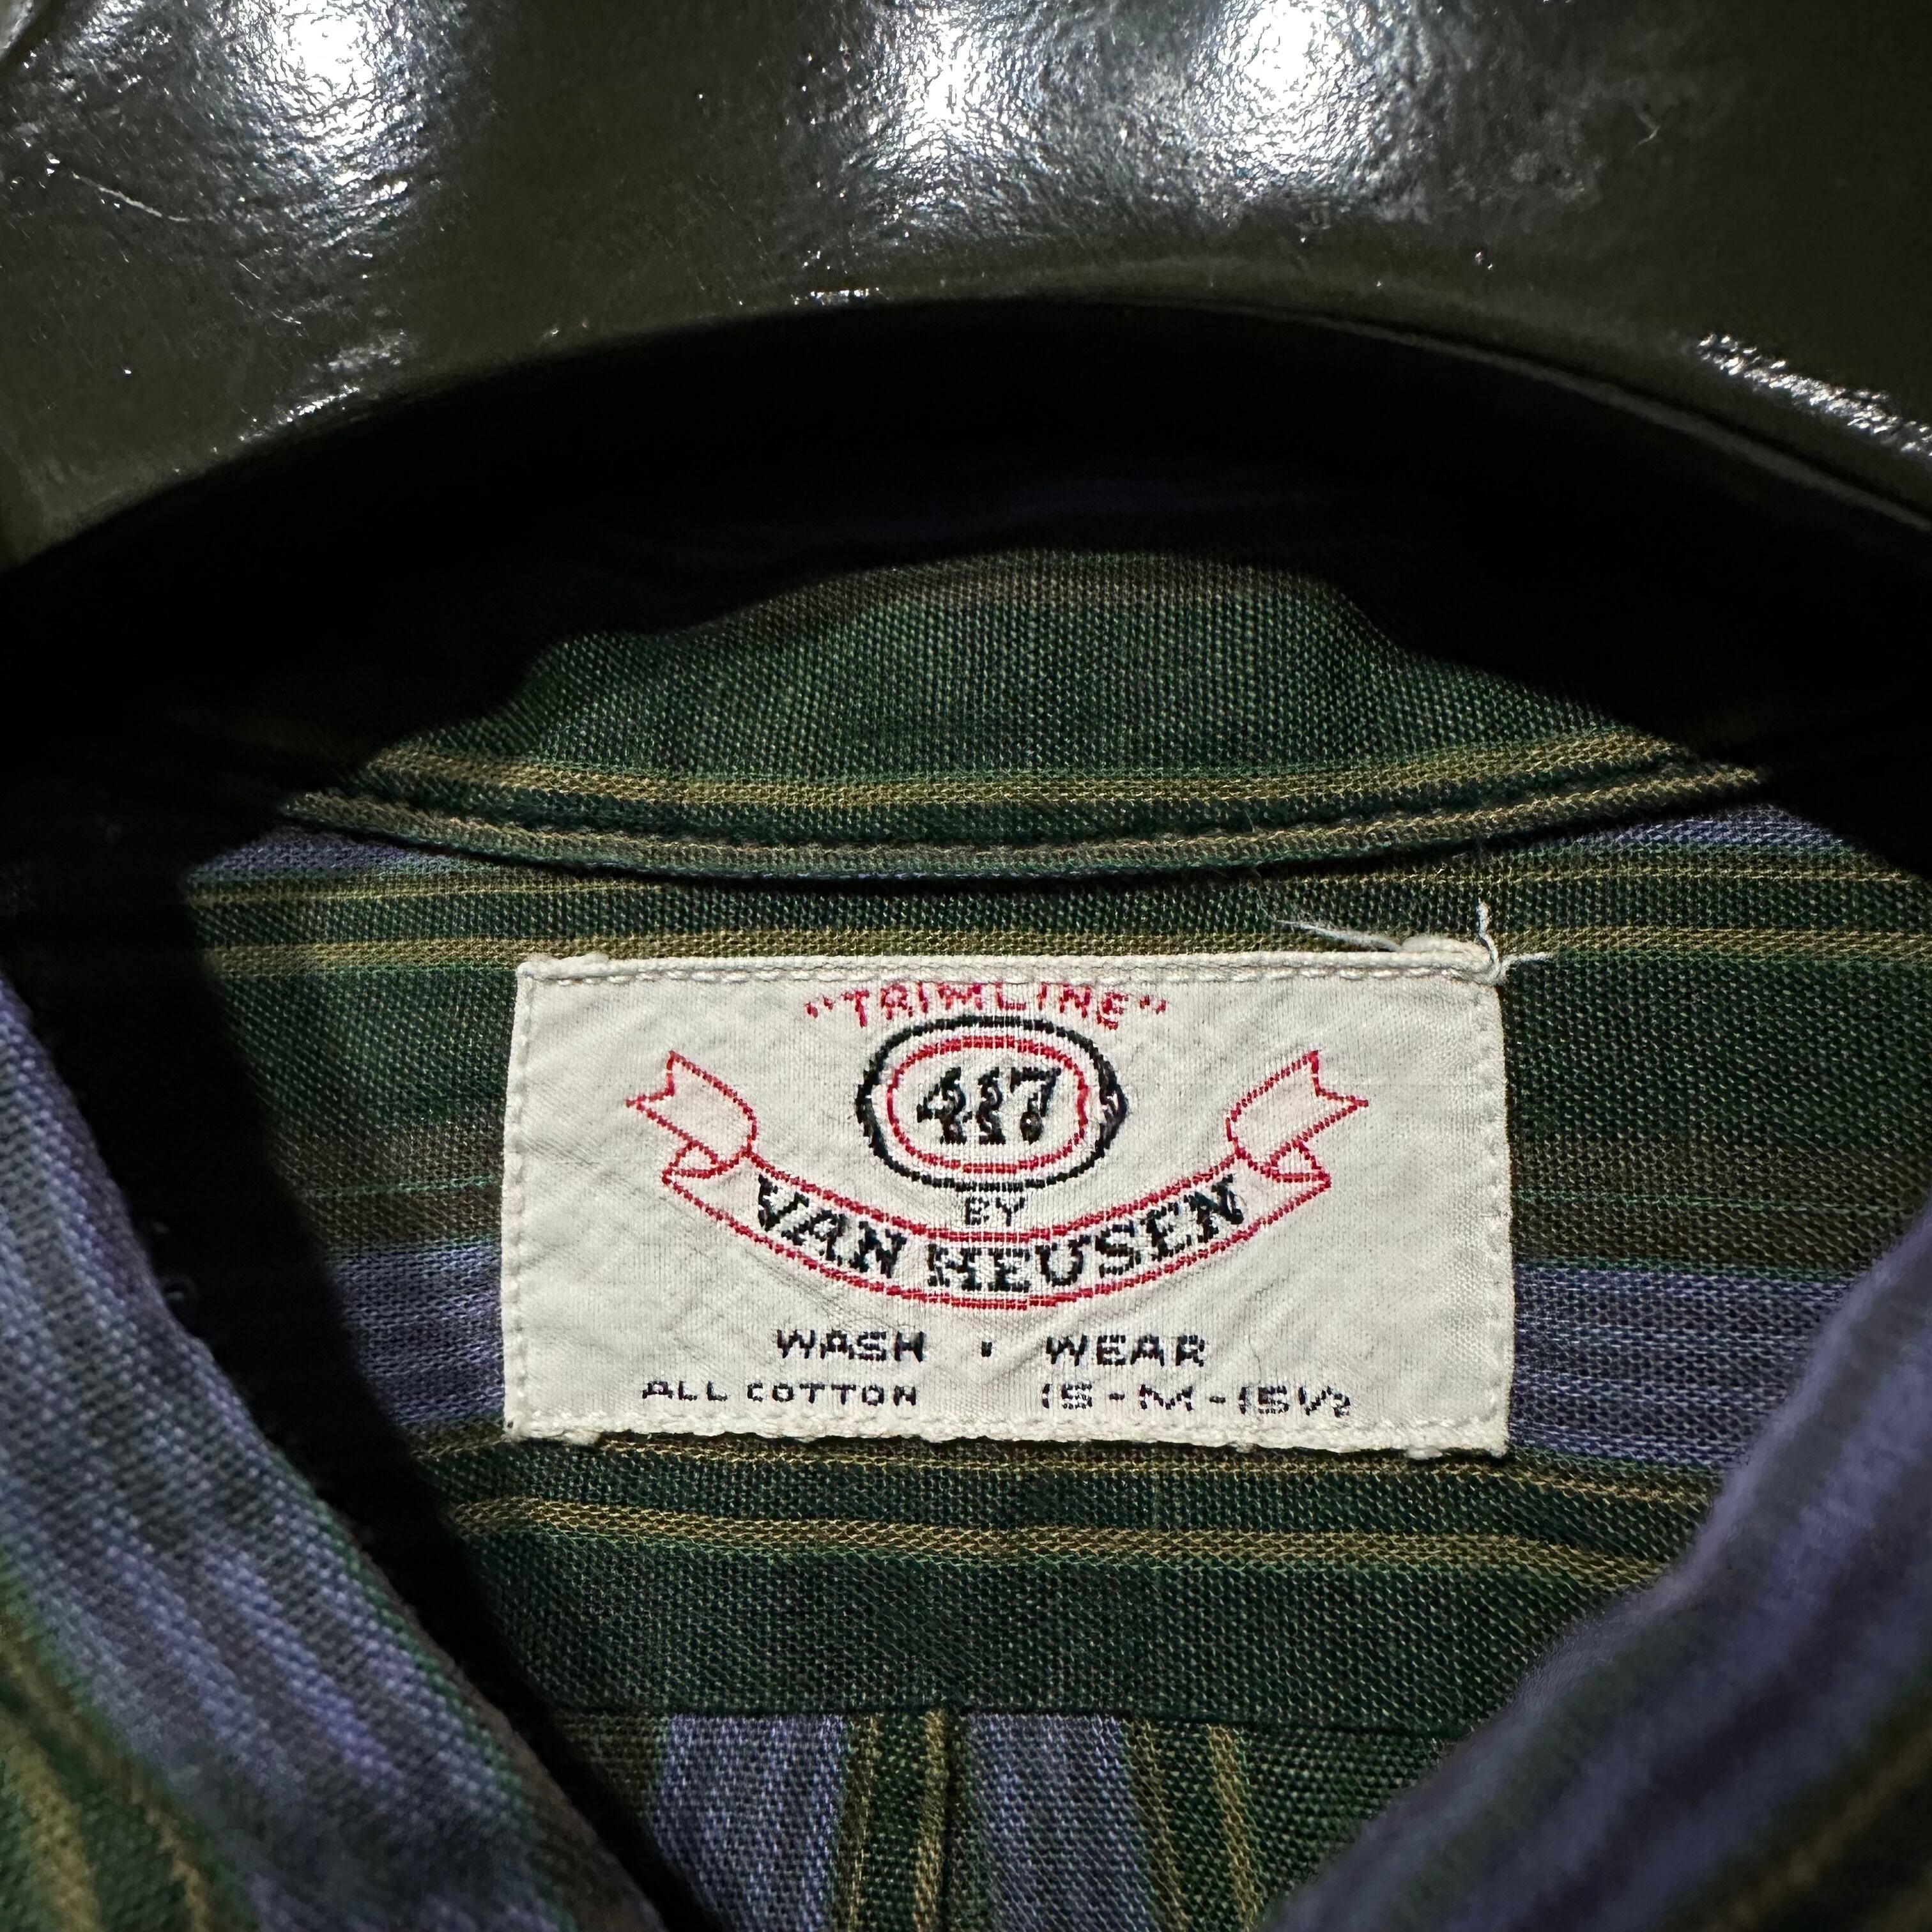 "TRIMLINE"
417
BY
VAN HEUSEN
WASH · WEAR
ALL COTTON 15-M-15½